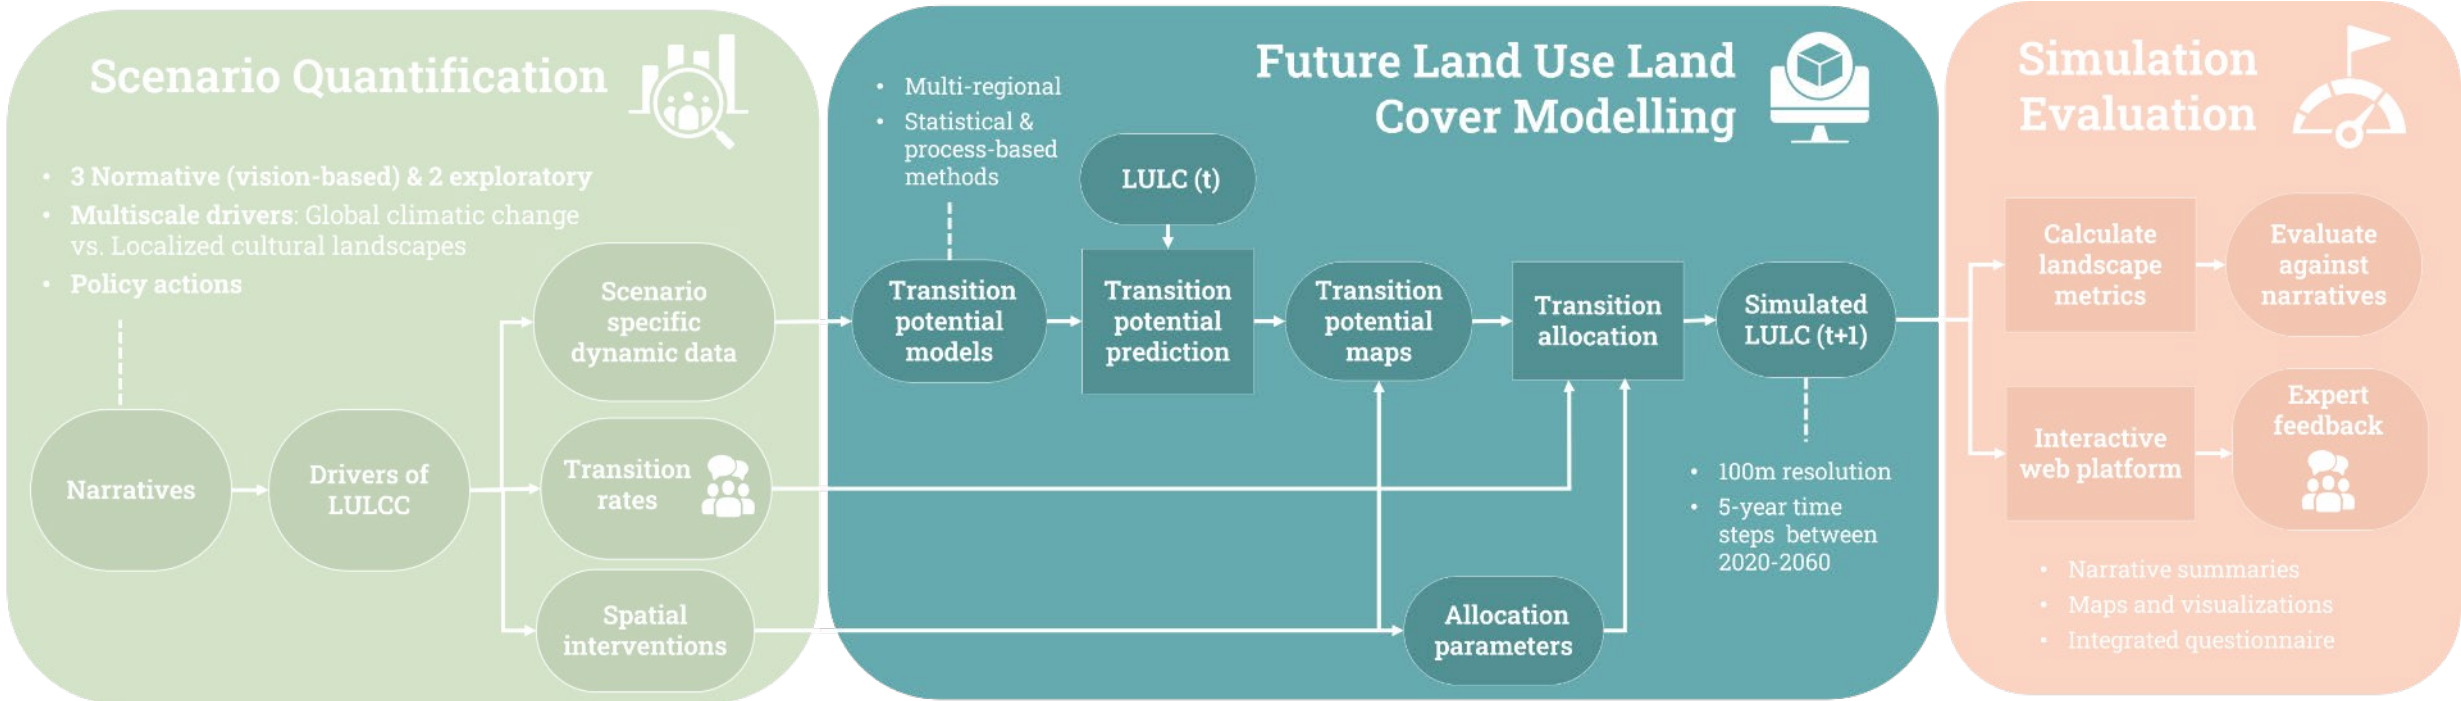 Scenario Quantification
• 3 Normative (vision-based) & 2 exploratory
• Multiscale drivers: Global climatic change
vs. Localized cultural landscapes
• Policy actions
Narratives
Drivers of
LULCC
Scenario
specific
dynamic data
Transition
rates
Spatial
interventions
Future Land Use Land
Cover Modelling
• Multi-regional
• Statistical &
process-based
methods
LULC (t)
Transition
potential
models
Transition
potential
prediction
Transition
potential
maps
Transition
allocation
Simulated
LULC (t+1)
• 100m resolution
• 5-year time
steps between
2020-2060
Allocation
parameters
Simulation
Evaluation
Calculate
landscape
metrics
Evaluate
against
narratives
Interactive
web platform
Expert
feedback
• Narrative summaries
• Maps and visualizations
• Integrated questionnaire